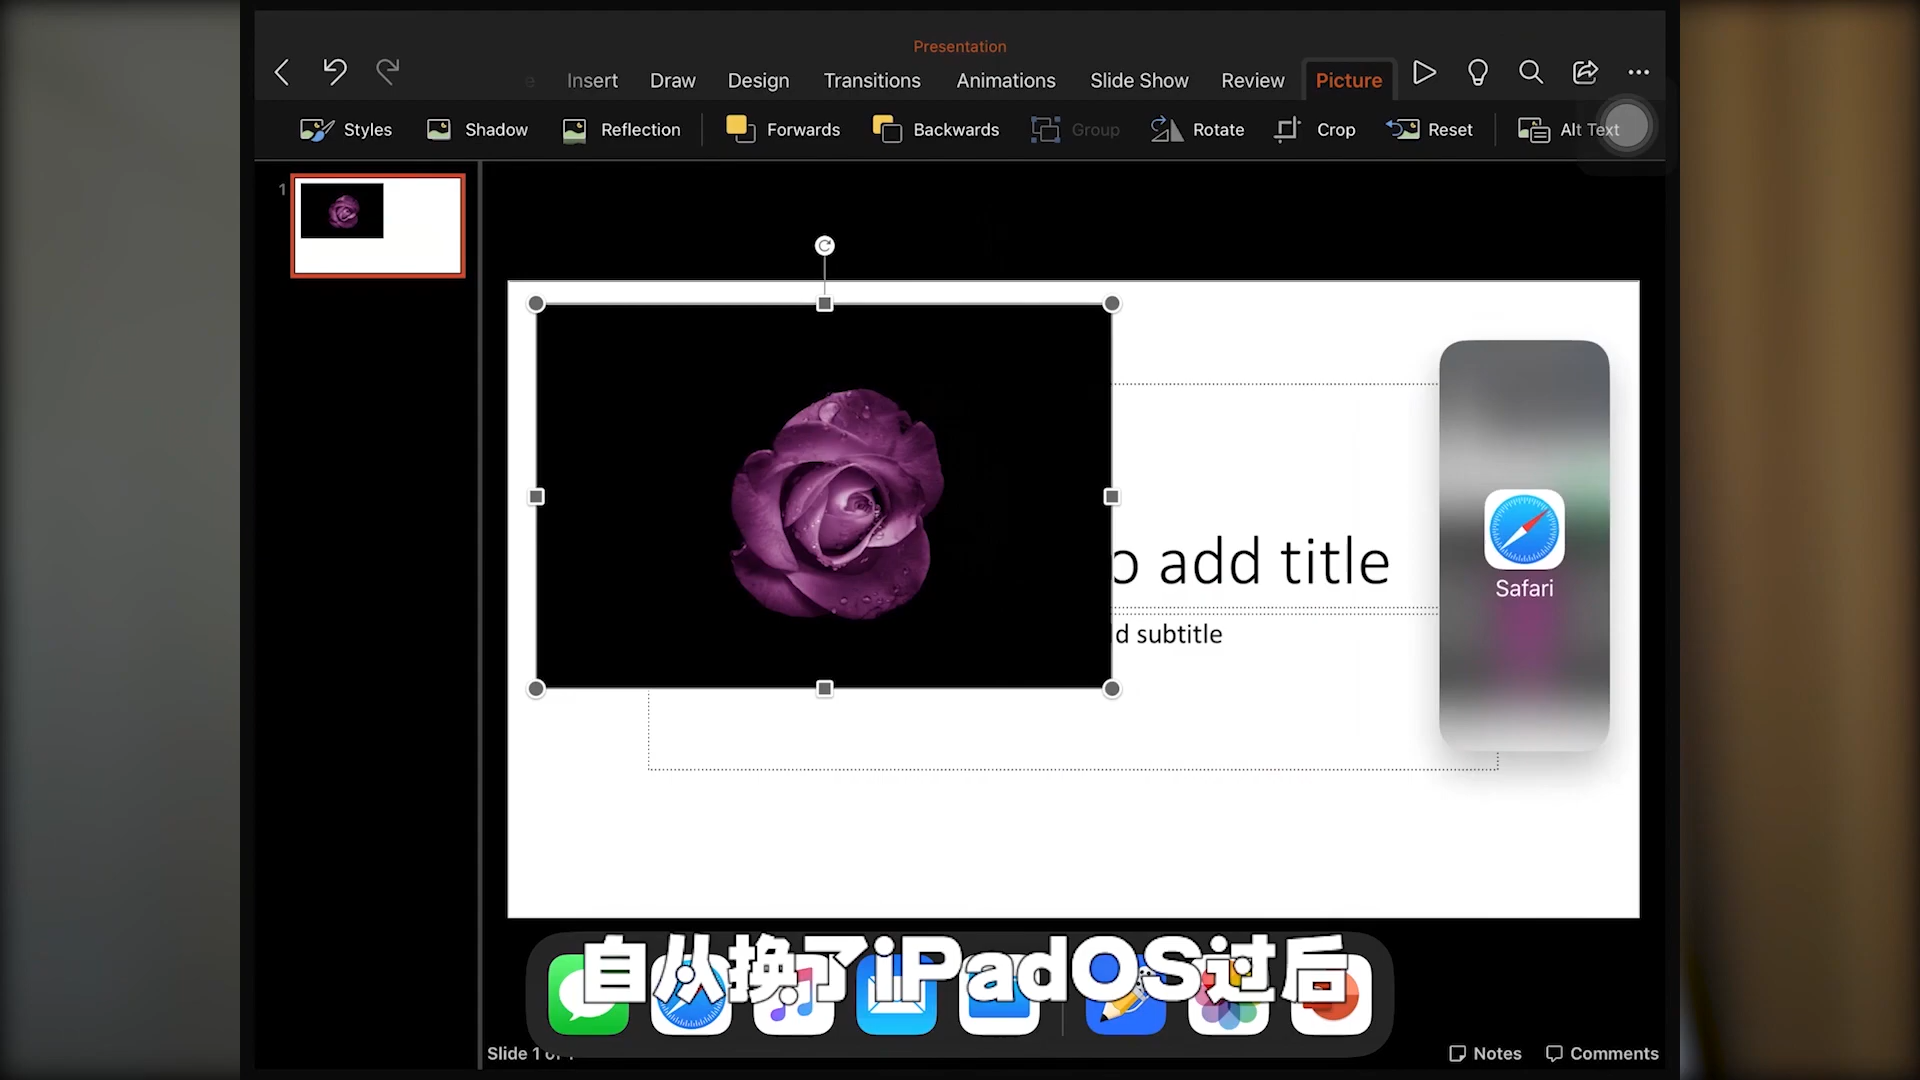 Presentation
Insert Draw Design Transitions Animations Slide Show Review Picture
Styles Shadow Reflection Forwards Backwards Group Rotate Crop Reset Alt Text
1
add title
subtitle
Safari
自从换了iPadOS过后
Slide 1
Notes Comments